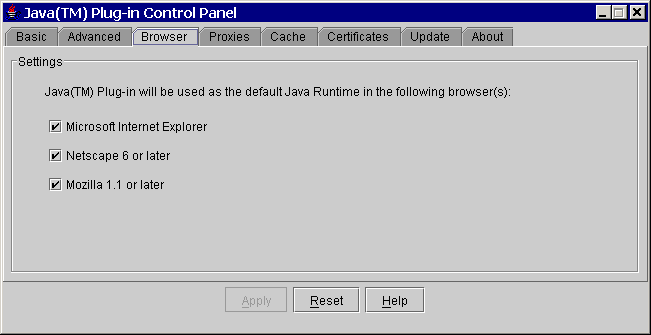 Java(TM) Plug-in Control Panel
Basic Advanced Browser Proxies Cache Certificates Update About
Settings
Java(TM) Plug-in will be used as the default Java Runtime in the following browser(s):
Microsoft Internet Explorer
Netscape 6 or later
Mozilla 1.1 or later
Apply Reset Help